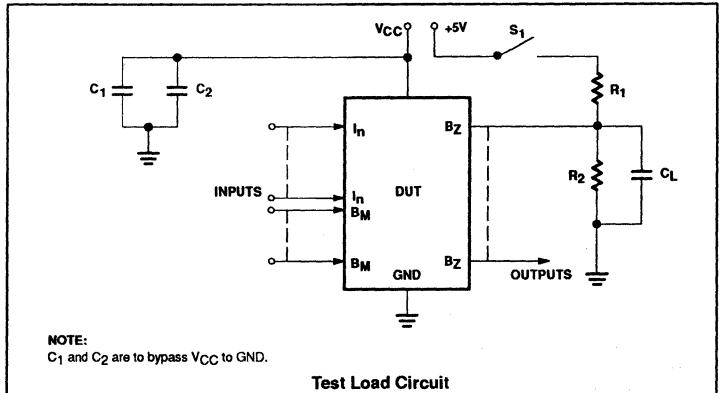 VCC +5V S1
C1 C2
R1
In BZ
R2 CL
INPUTS In DUT
BM
BM BZ
GND OUTPUTS
NOTE:
C1 and C2 are to bypass VCC to GND.
Test Load Circuit